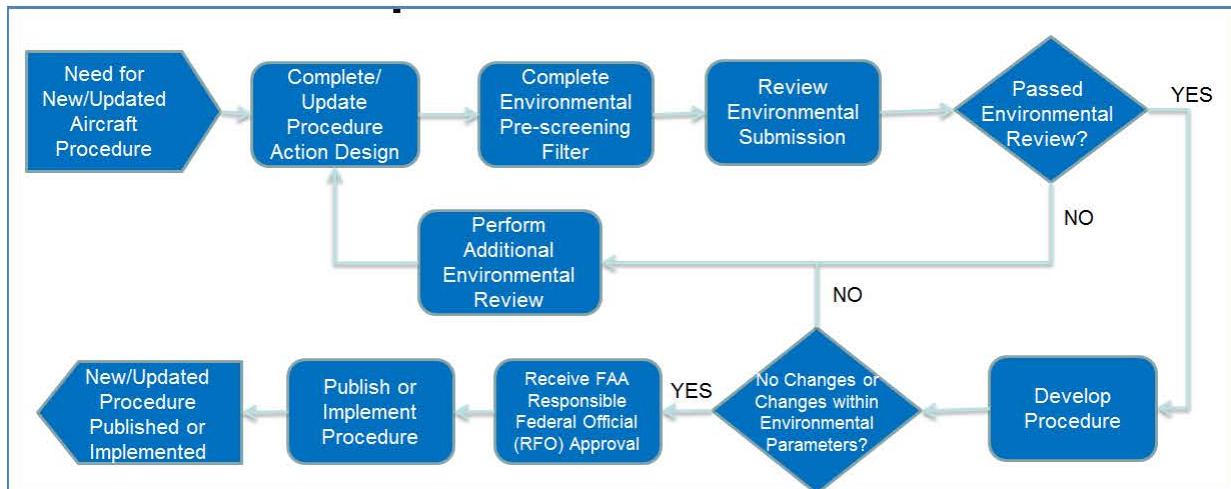 Need for
New/Updated
Aircraft
Procedure
Complete/
Update
Procedure
Action Design
Complete
Environmental
Pre-screening
Filter
Review
Environmental
Submission
Passed
Environmental
Review?
YES
NO
Perform
Additional
Environmental
Review
NO
Develop
Procedure
No Changes or
Changes within
Environmental
Parameters?
YES
Receive FAA
Responsible
Federal Official
(RFO) Approval
Publish or
Implement
Procedure
New/Updated
Procedure
Published or
Implemented